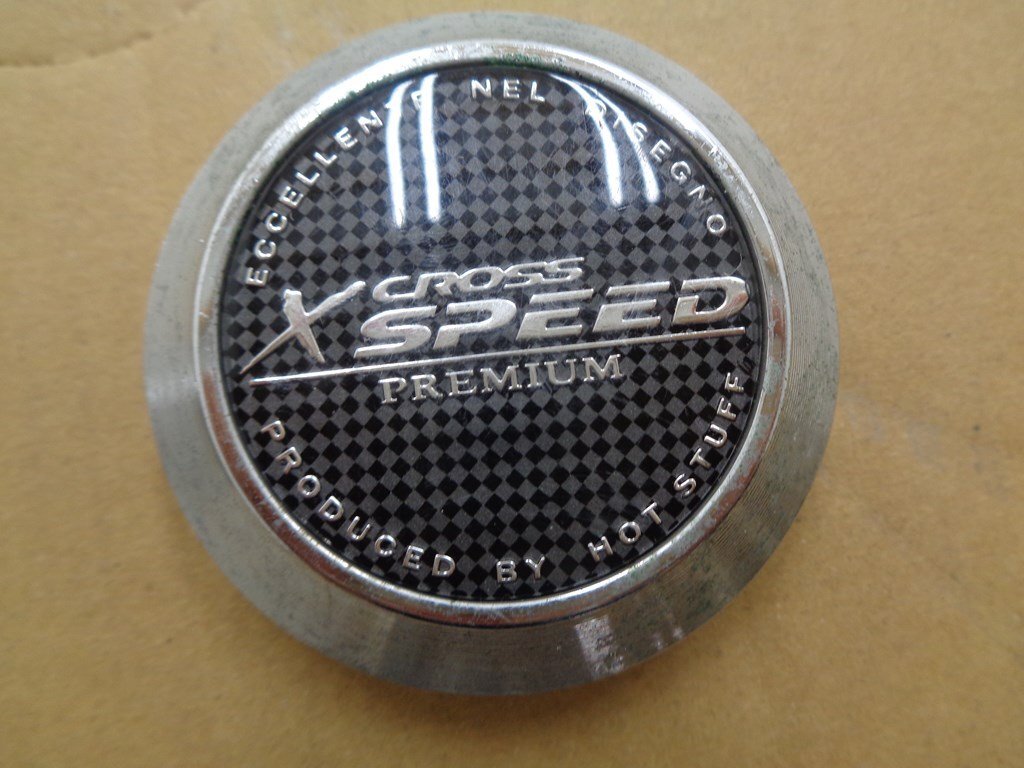 ECCELLENTE NEL DISEGNO
X CROSS
SPEED
PREMIUM
PRODUCED BY HOT STUFF